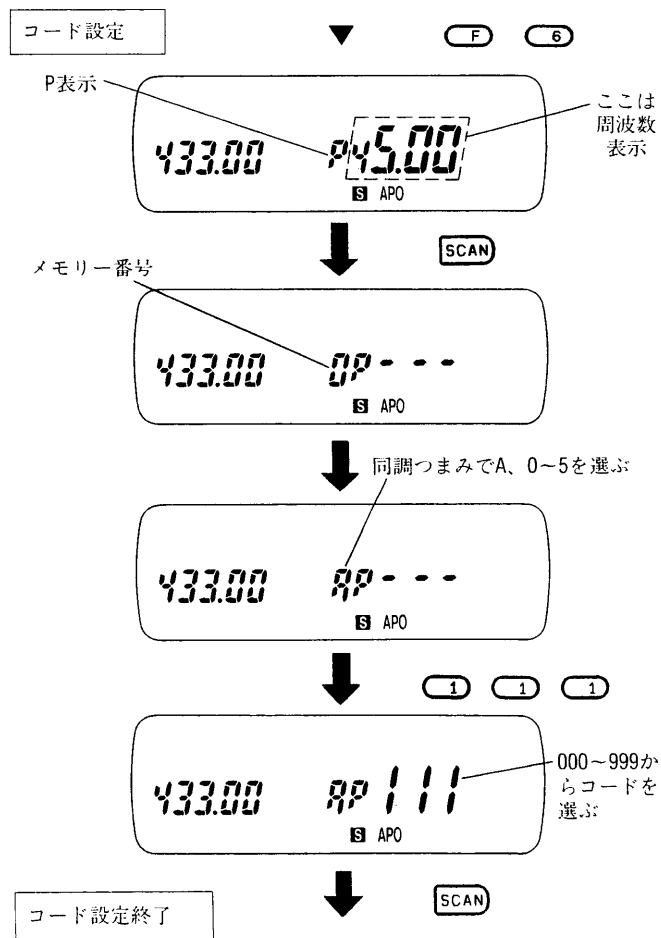 コード設定
F 6
P表示
ここは
周波数
表示
433.00 P45.00
S APO
SCAN
メモリー番号
433.00 0P---
S APO
同調つまみでA、0~5を選ぶ
433.00 AP---
S APO
1 1 1
433.00 AP111
S APO
000~999か
らコードを
選ぶ
コード設定終了
SCAN